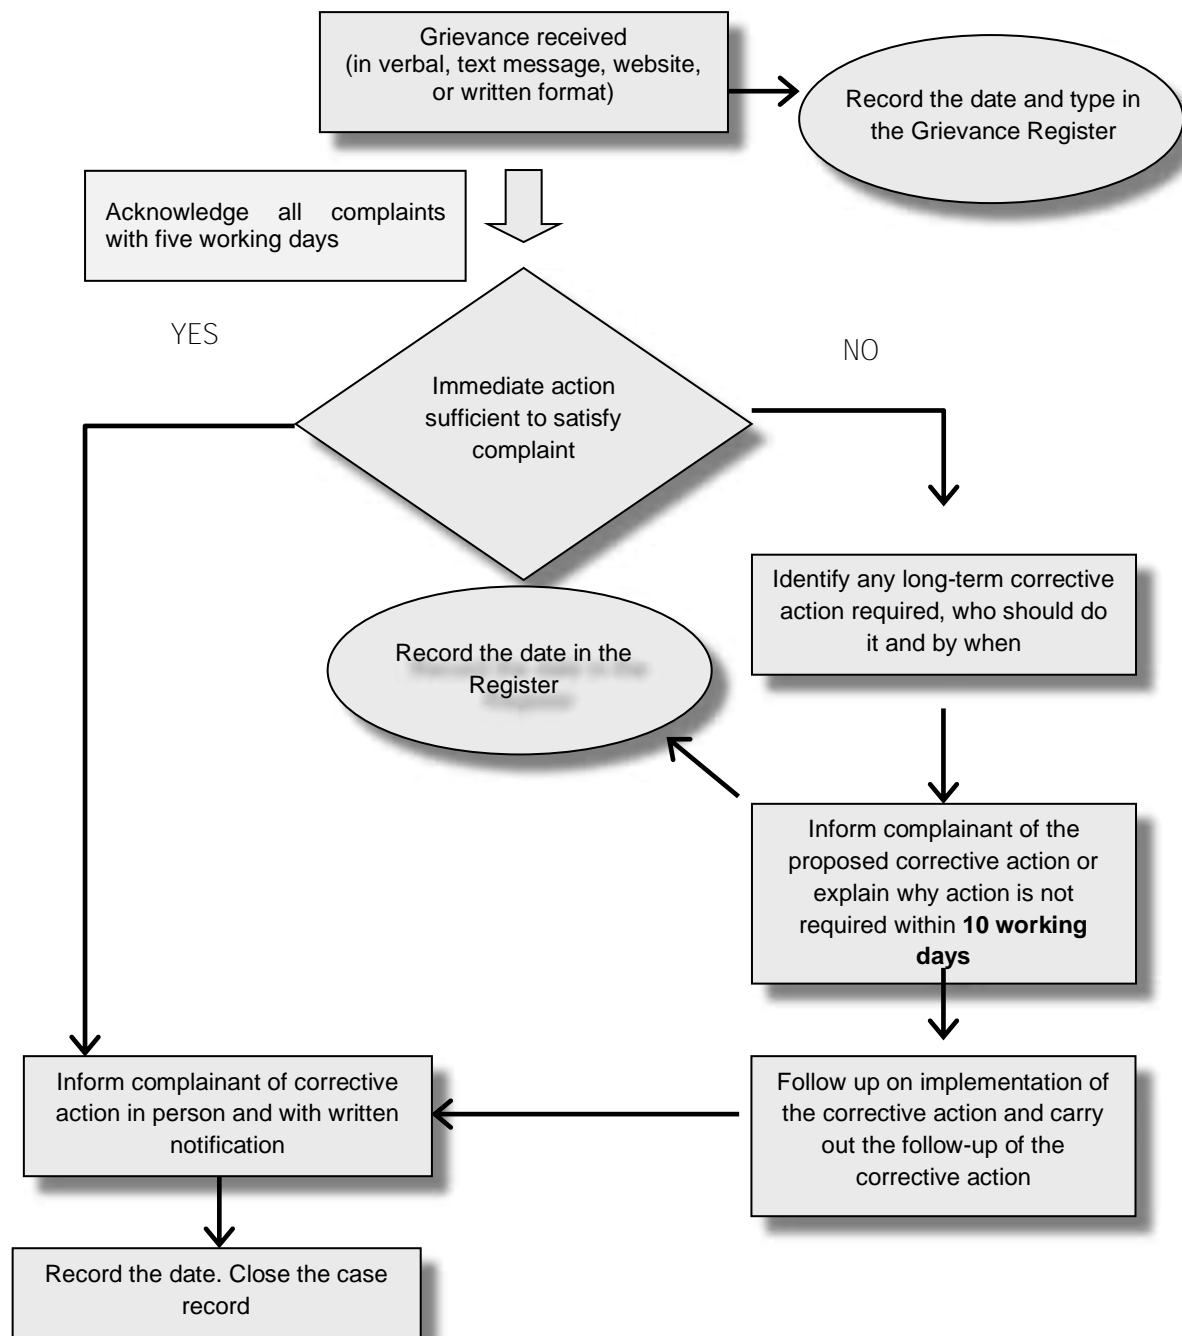 Grievance received
(in verbal, text message, website,
or written format)
Record the date and type in
the Grievance Register
Acknowledge all complaints
with five working days
YES
NO
Immediate action
sufficient to satisfy
complaint
Identify any long-term corrective
action required, who should do
it and by when
Record the date in the
Register
Inform complainant of the
proposed corrective action or
explain why action is not
required within 10 working
days
Inform complainant of corrective
action in person and with written
notification
Follow up on implementation of
the corrective action and carry
out the follow-up of the
corrective action
Record the date. Close the case
record